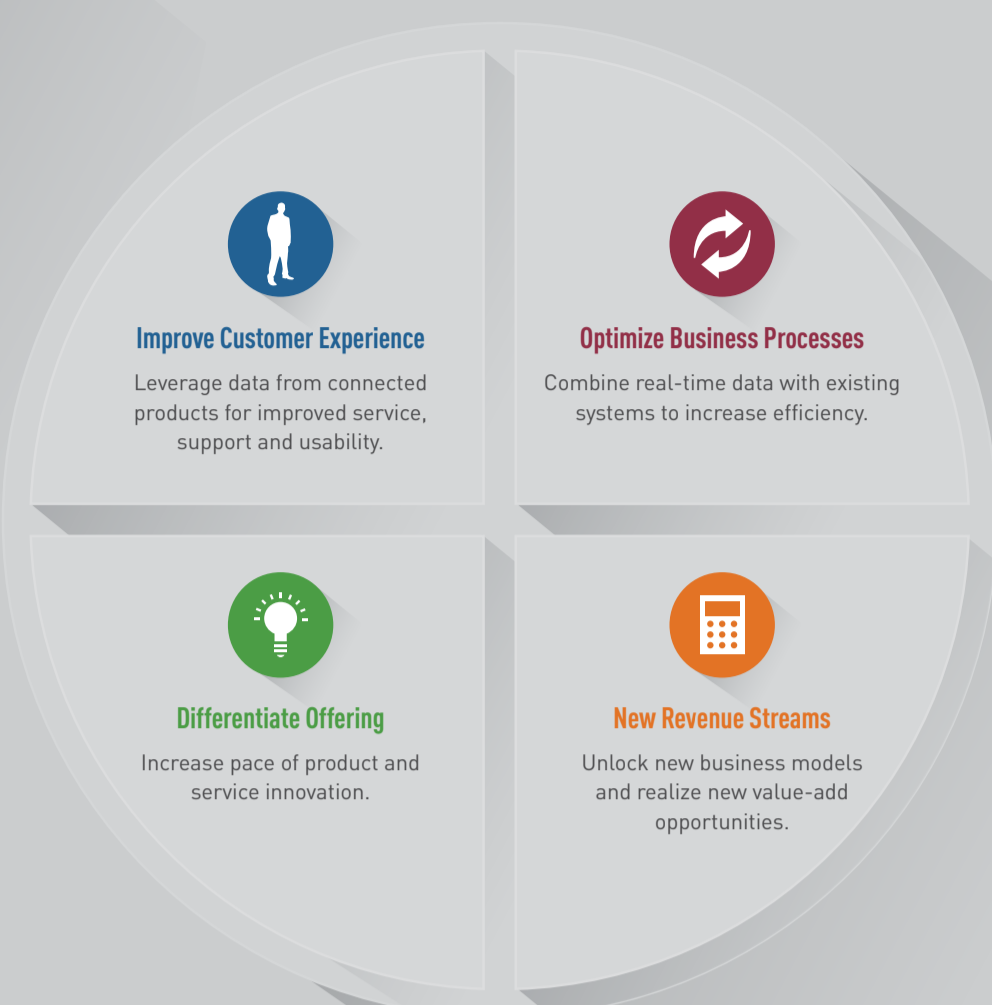 Improve Customer Experience
Leverage data from connected
products for improved service,
support and usability.
Optimize Business Processes
Combine real-time data with existing
systems to increase efficiency.
Differentiate Offering
Increase pace of product and
service innovation.
New Revenue Streams
Unlock new business models
and realize new value-add
opportunities.